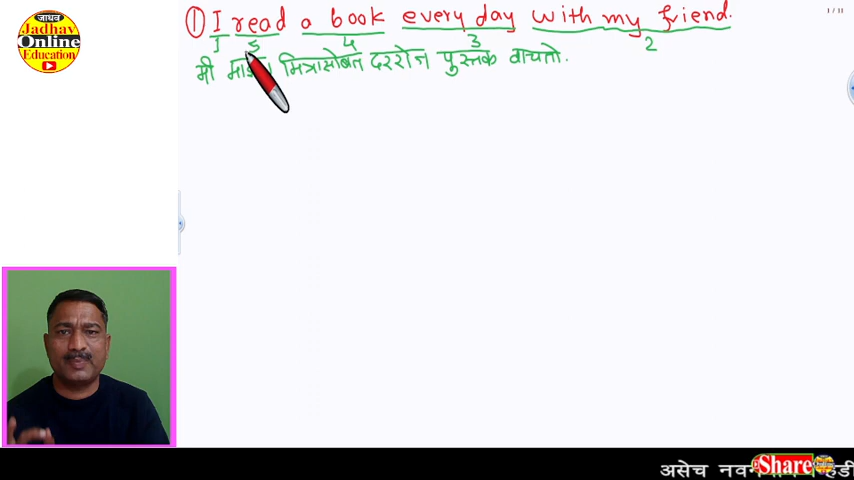 जाधव
Jadhav
Online
Education
① I read a book every day with my friend.
1 5 4 3 2
मी माझ्या मित्रासोबत दररोज पुस्तक वाचतो.
1 / 11
असेच नवन
Share
हिडी